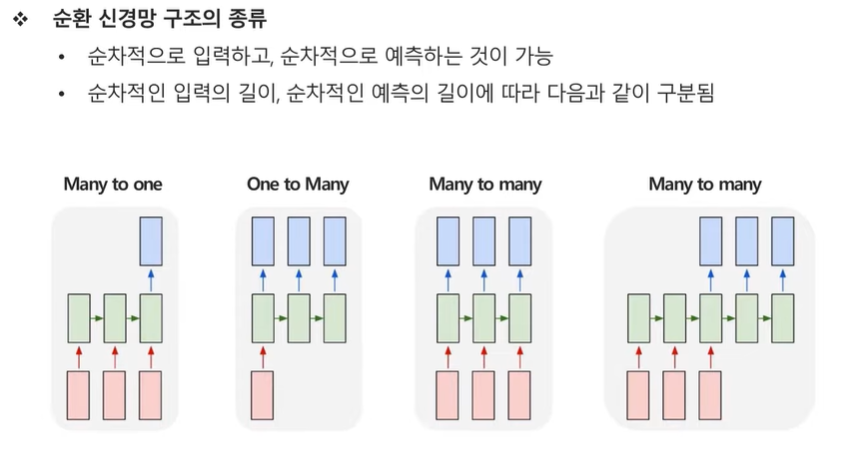 ❖ 순환 신경망 구조의 종류
• 순차적으로 입력하고, 순차적으로 예측하는 것이 가능
• 순차적인 입력의 길이, 순차적인 예측의 길이에 따라 다음과 같이 구분됨
Many to one
One to Many
Many to many
Many to many